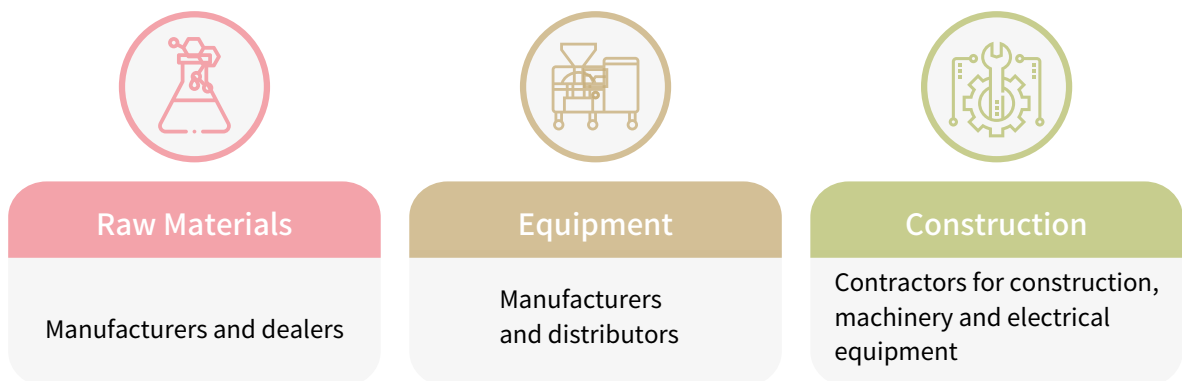 Raw Materials
Manufacturers and dealers
Equipment
Manufacturers
and distributors
Construction
Contractors for construction,
machinery and electrical
equipment